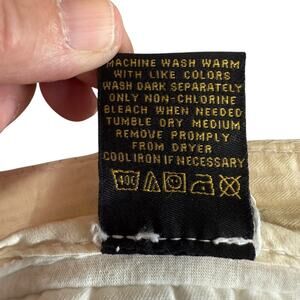 MACHINE WASH WARM
WITH LIKE COLORS
WASH DARK SEPARATELY
ONLY NON-CHLORINE
BLEACH WHEN NEEDED
TUMBLE DRY MEDIUM
REMOVE PROMPLY
FROM DRYER
COOL IRON IF NECESSARY
40C